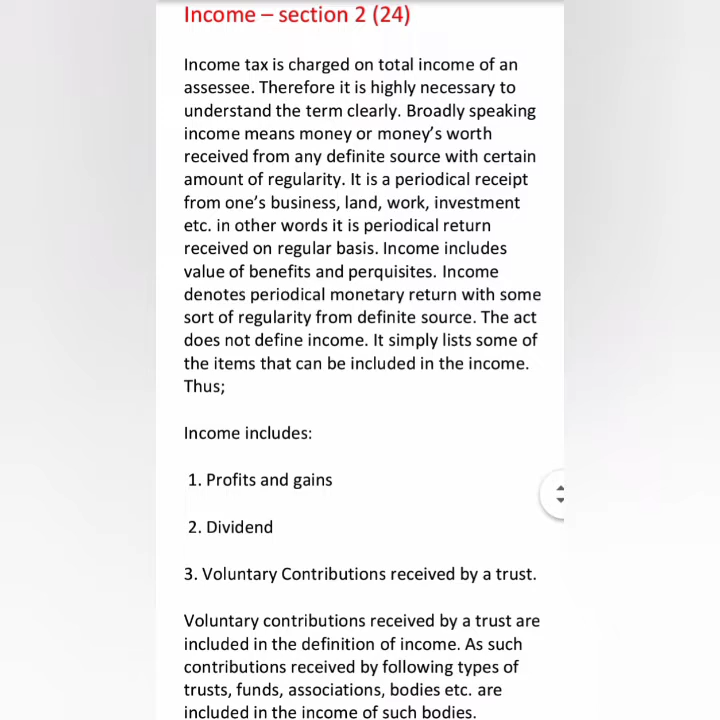 Income – section 2 (24)
Income tax is charged on total income of an
assessee. Therefore it is highly necessary to
understand the term clearly. Broadly speaking
income means money or money's worth
received from any definite source with certain
amount of regularity. It is a periodical receipt
from one's business, land, work, investment
etc. in other words it is periodical return
received on regular basis. Income includes
value of benefits and perquisites. Income
denotes periodical monetary return with some
sort of regularity from definite source. The act
does not define income. It simply lists some of
the items that can be included in the income.
Thus;
Income includes:
1. Profits and gains
2. Dividend
3. Voluntary Contributions received by a trust.
Voluntary contributions received by a trust are
included in the definition of income. As such
contributions received by following types of
trusts, funds, associations, bodies etc. are
included in the income of such bodies.